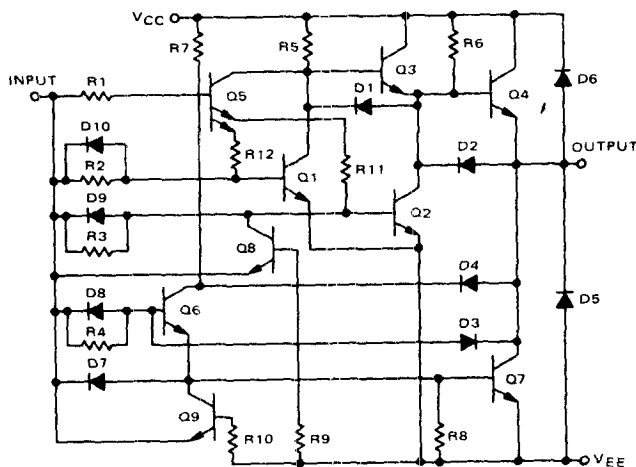 VCC
R7
R5
R6
INPUT
R1
Q3
D1
D6
Q5
Q4
D10
R12
OUTPUT
R2
D2
Q1
R11
D9
Q2
R3
Q8
D4
D8
Q6
D5
R4
D3
D7
Q7
Q9
R10
R9
R8
VEE